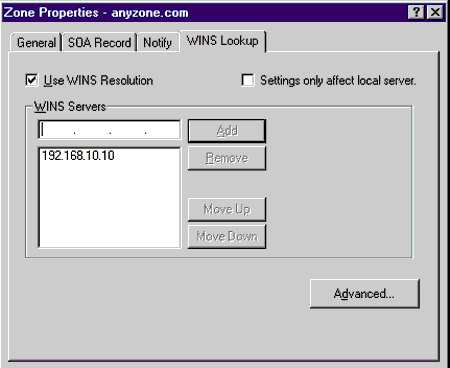 Zone Properties - anyzone.com
General SOA Record Notify WINS Lookup
Use WINS Resolution Settings only affect local server.
WINS Servers
. . . Add
192.168.10.10 Remove
Move Up
Move Down
Advanced...